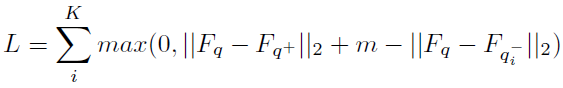 L = \sum_{i}^{K} max(0, ||F_q - F_{q^+}||_2 + m - ||F_q - F_{q_i^-}||_2)